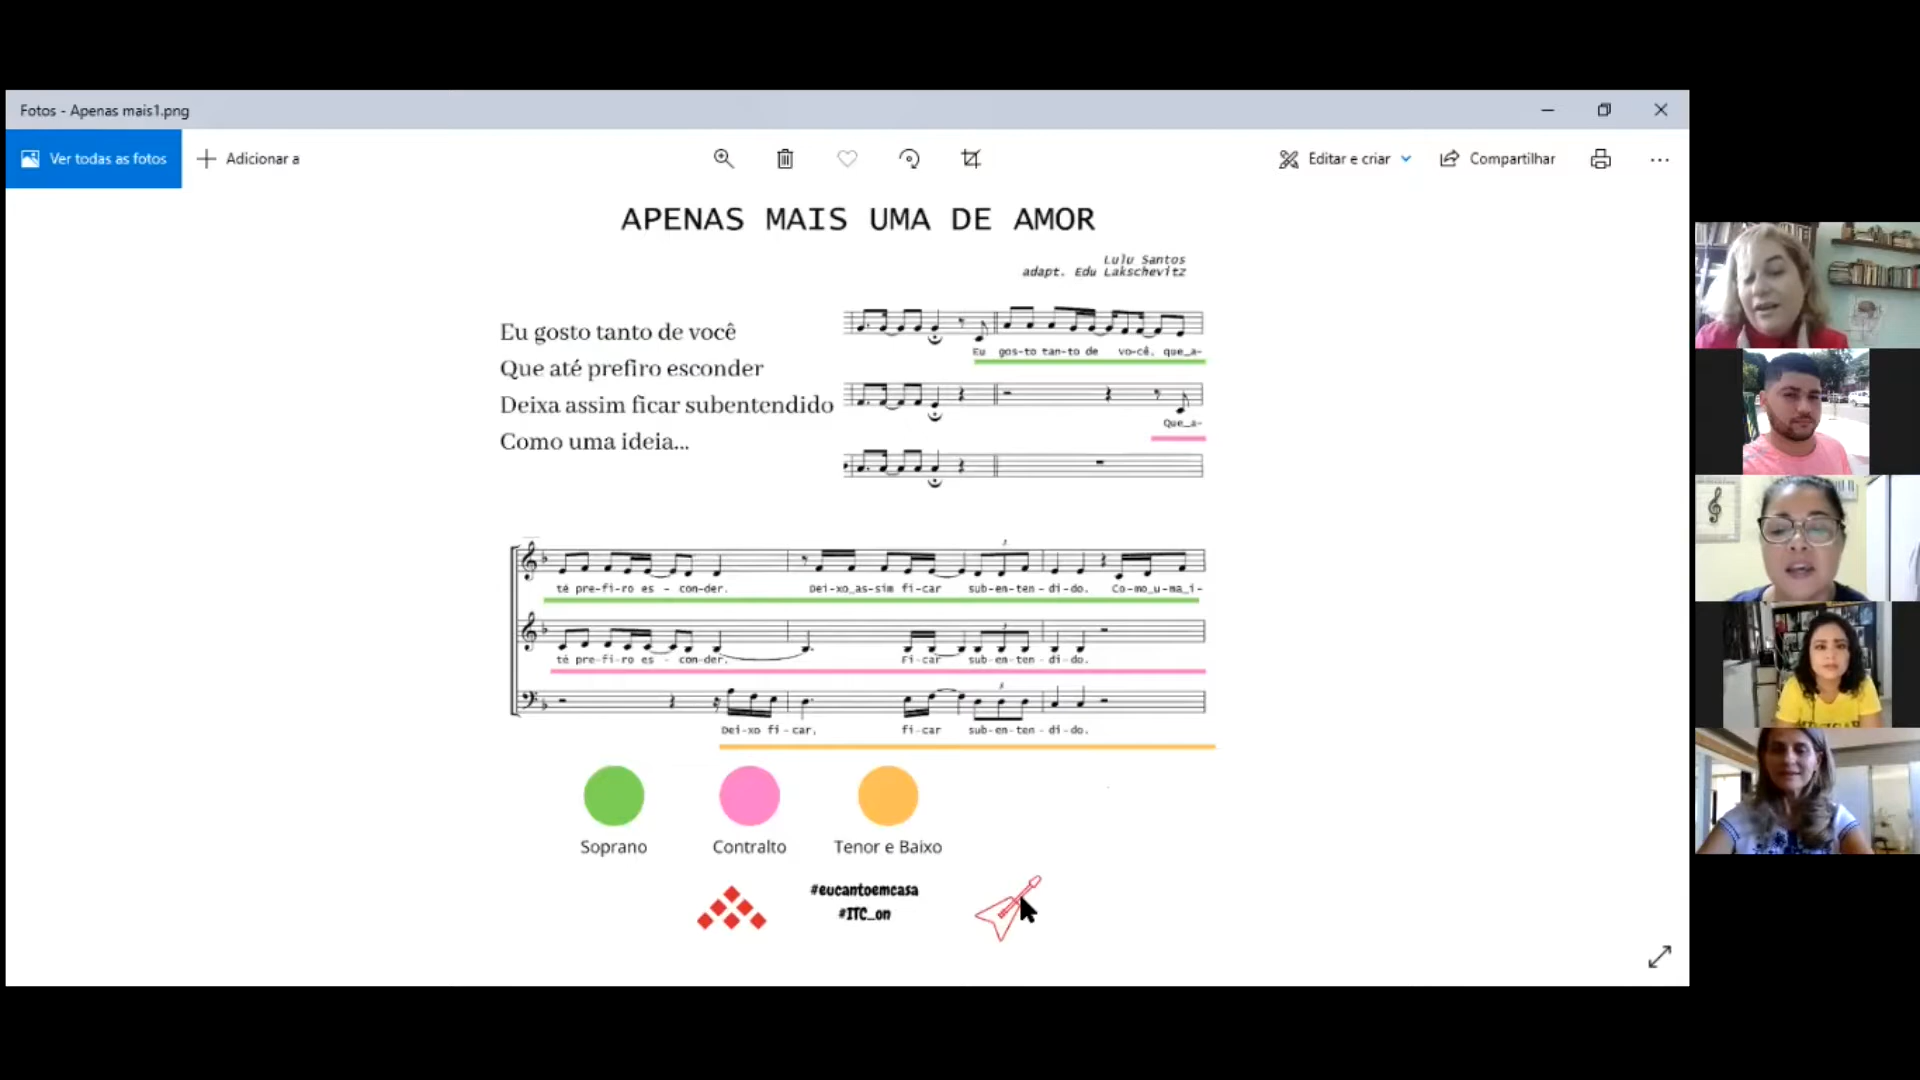 Fotos - Apenas mais1.png
Ver todas as fotos
Adicionar a
Editar e criar
Compartilhar
APENAS MAIS UMA DE AMOR
Lulu Santos
adapt. Edu Lakschevitz
Eu gosto tanto de você
Que até prefiro esconder
Deixa assim ficar subentendido
Como uma ideia...
Eu gos-to tan-to de vo-cê, que_a-
Que_a-
té pre-fi-ro es - con-der. Dei-xo_as-sim fi-car sub-en-ten-di-do. Co-mo_u-ma_i-
té pre-fi-ro es - con-der. Fi-car sub-en-ten-di-do.
Dei-xo fi-car, fi-car sub-en-ten-di-do.
Soprano
Contralto
Tenor e Baixo
#eucantoemcasa
#ITC_on